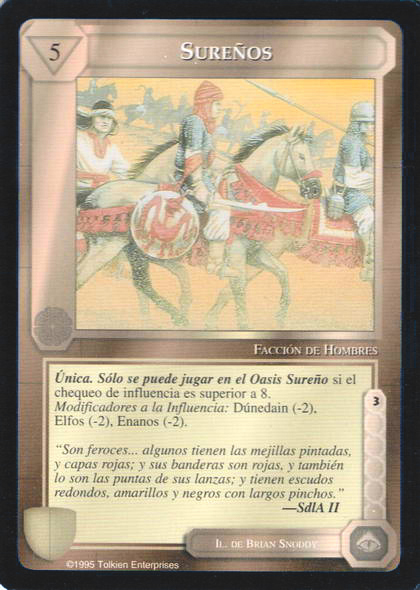 5
SUREÑOS
FACCIÓN DE HOMBRES
Única. Sólo se puede jugar en el Oasis Sureño si el
chequeo de influencia es superior a 8.
Modificadores a la Influencia: Dúnedain (-2),
Elfos (-2), Enanos (-2).
3
“Son feroces... algunos tienen las mejillas pintadas,
y capas rojas; y sus banderas son rojas, y también
lo son las puntas de sus lanzas; y tienen escudos
redondos, amarillos y negros con largos pinchos.”
—SdlA II
IL. DE BRIAN SNODDY
©1995 Tolkien Enterprises